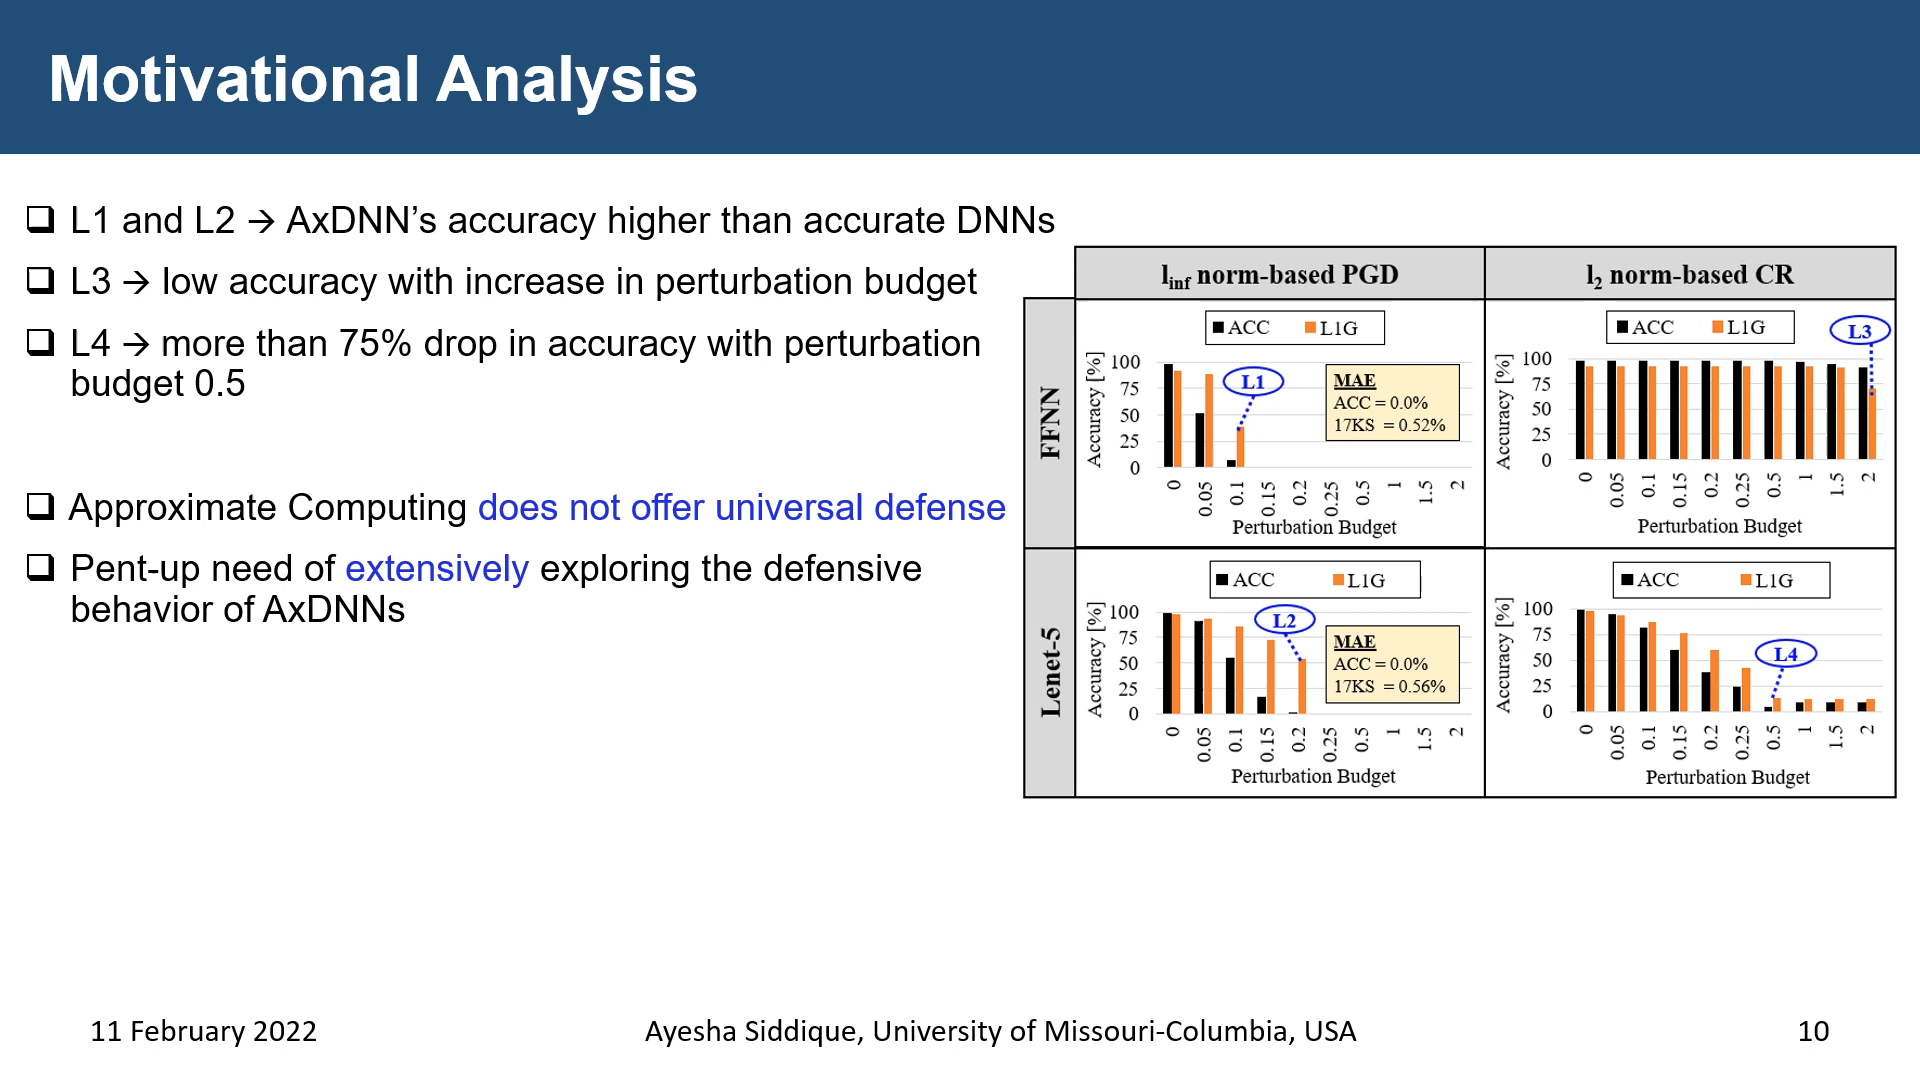 Motivational Analysis
L1 and L2 → AxDNN’s accuracy higher than accurate DNNs
L3 → low accuracy with increase in perturbation budget
L4 → more than 75% drop in accuracy with perturbation
budget 0.5
Approximate Computing does not offer universal defense
Pent-up need of extensively exploring the defensive
behavior of AxDNNs
linf norm-based PGD
l2 norm-based CR
FFNN
ACC L1G
Accuracy [%]
100
75
50
25
0
L1
MAE
ACC = 0.0%
17KS = 0.52%
0 0.05 0.1 0.15 0.2 0.25 0.5 1 1.5 2
Perturbation Budget
ACC L1G
L3
Accuracy [%]
100
75
50
25
0
0 0.05 0.1 0.15 0.2 0.25 0.5 1 1.5 2
Perturbation Budget
Lenet-5
ACC L1G
Accuracy [%]
100
75
50
25
0
L2
MAE
ACC = 0.0%
17KS = 0.56%
0 0.05 0.1 0.15 0.2 0.25 0.5 1 1.5 2
Perturbation Budget
ACC L1G
Accuracy [%]
100
75
50
25
0
L4
0 0.05 0.1 0.15 0.2 0.25 0.5 1 1.5 2
Perturbation Budget
11 February 2022
Ayesha Siddique, University of Missouri-Columbia, USA
10